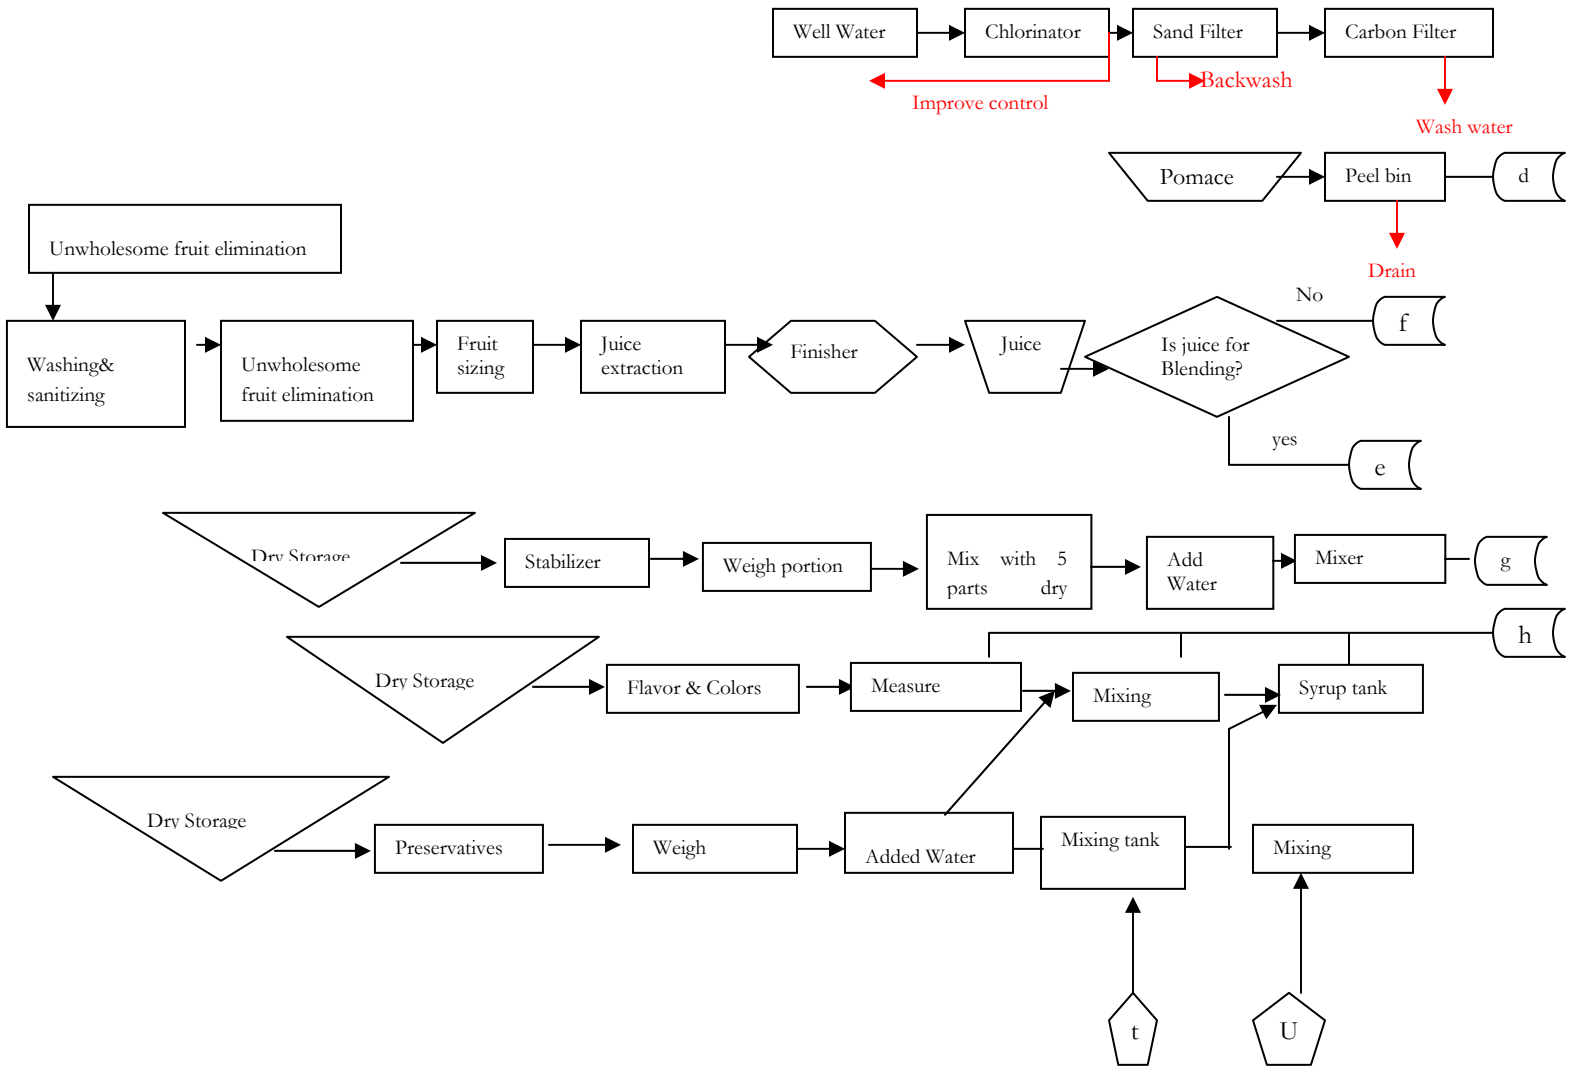 Well Water
Chlorinator
Sand Filter
Carbon Filter
Backwash
Improve control
Wash water
Pomace
Peel bin
d
Drain
Unwholesome fruit elimination
No
f
Washing&
sanitizing
Unwholesome
fruit elimination
Fruit
sizing
Juice
extraction
Finisher
Juice
Is juice for
Blending?
yes
e
Dry Storage
Stabilizer
Weigh portion
Mix with 5
parts dry
Add
Water
Mixer
g
h
Dry Storage
Flavor & Colors
Measure
Mixing
Syrup tank
Dry Storage
Preservatives
Weigh
Added Water
Mixing tank
Mixing
t
U